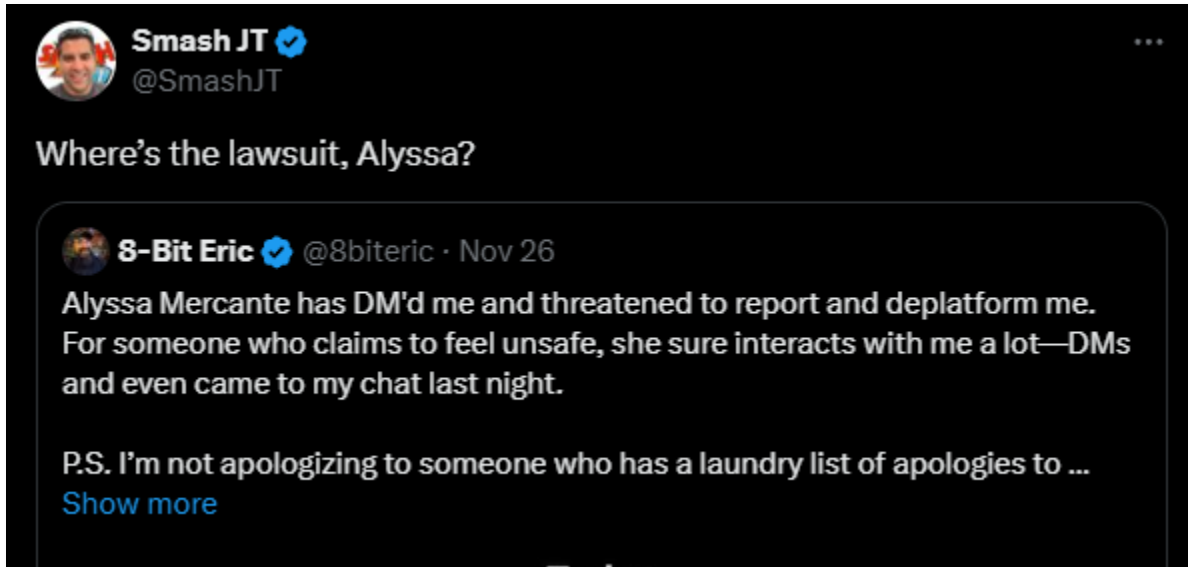 Smash JT
@SmashJT
Where’s the lawsuit, Alyssa?
8-Bit Eric @8biteric · Nov 26
Alyssa Mercante has DM'd me and threatened to report and deplatform me.
For someone who claims to feel unsafe, she sure interacts with me a lot—DMs
and even came to my chat last night.
P.S. I’m not apologizing to someone who has a laundry list of apologies to ...
Show more